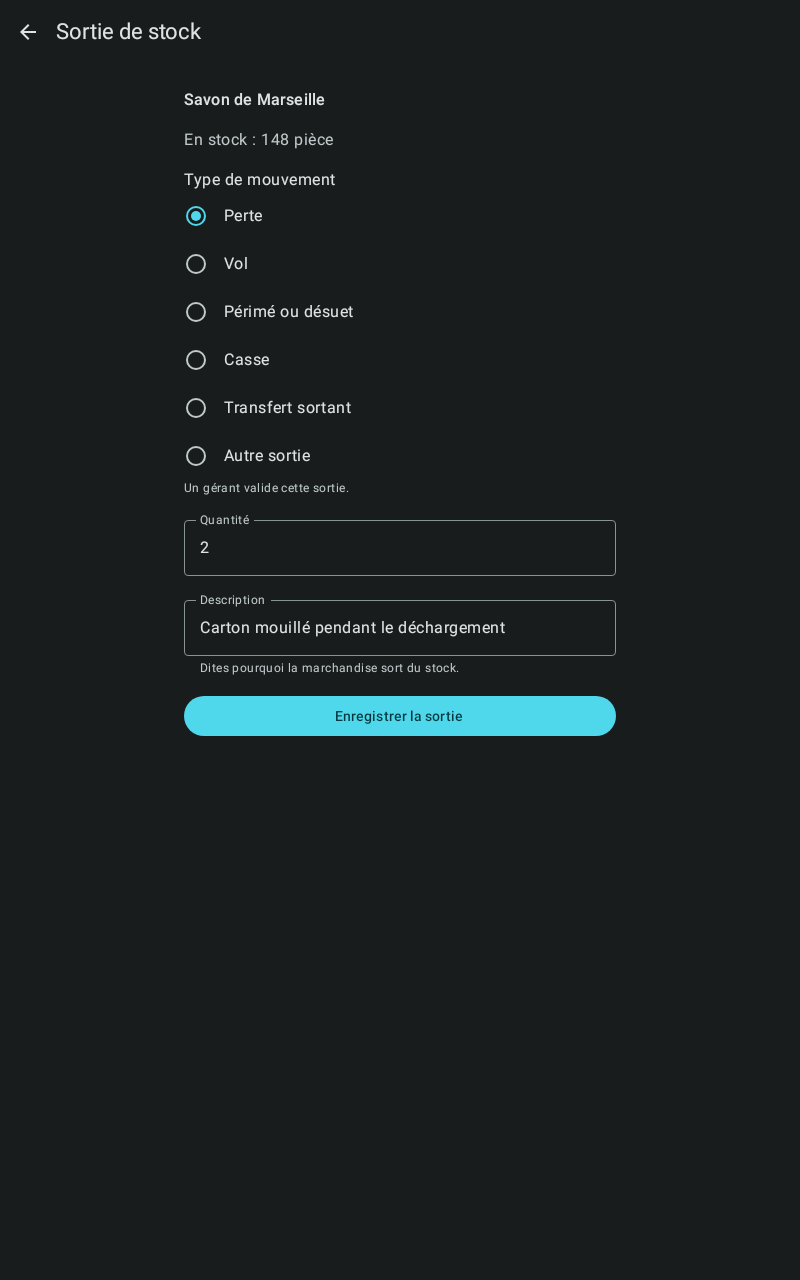 Sortie de stock
Savon de Marseille
En stock : 148 pièce
Type de mouvement
Perte
Vol
Périmé ou désuet
Casse
Transfert sortant
Autre sortie
Un gérant valide cette sortie.
Quantité
2
Description
Carton mouillé pendant le déchargement
Dites pourquoi la marchandise sort du stock.
Enregistrer la sortie